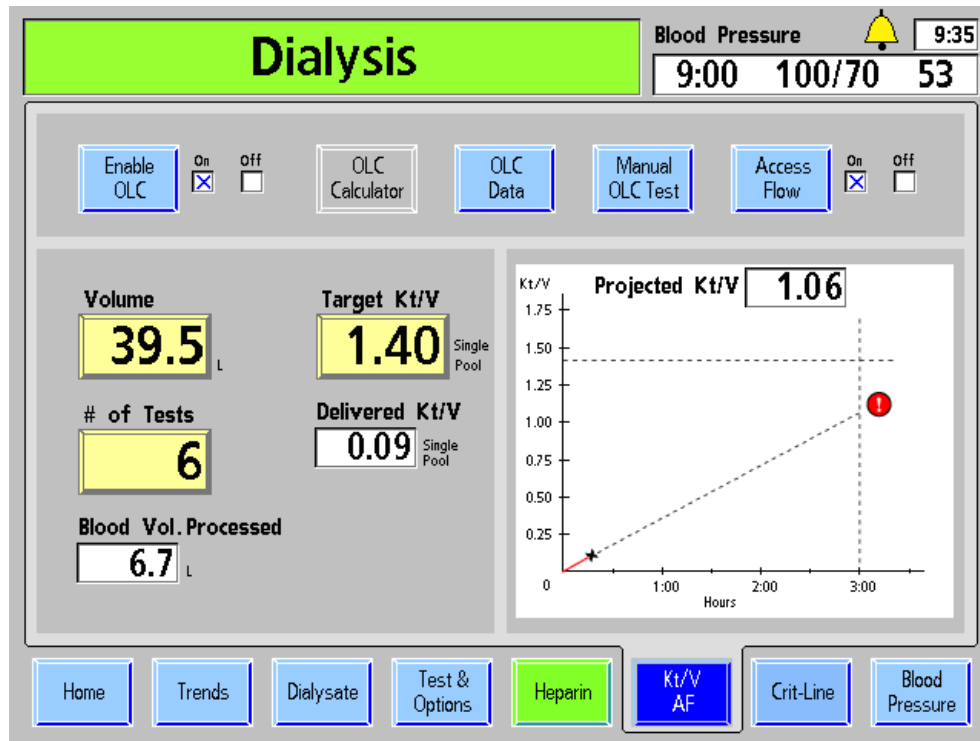 Dialysis
Blood Pressure
9:35
9:00 100/70 53
Enable
OLC
On Off
OLC
Calculator
OLC
Data
Manual
OLC Test
Access
Flow
On Off
Volume
39.5 L
Target Kt/V
1.40 Single
Pool
# of Tests
6
Delivered Kt/V
0.09 Single
Pool
Blood Vol.Processed
6.7 L
Kt/V
Projected Kt/V 1.06
1.75
1.50
1.25
1.00
0.75
0.50
0.25
0 1:00 2:00 3:00
Hours
!
Home
Trends
Dialysate
Test &
Options
Heparin
Kt/V
AF
Crit-Line
Blood
Pressure